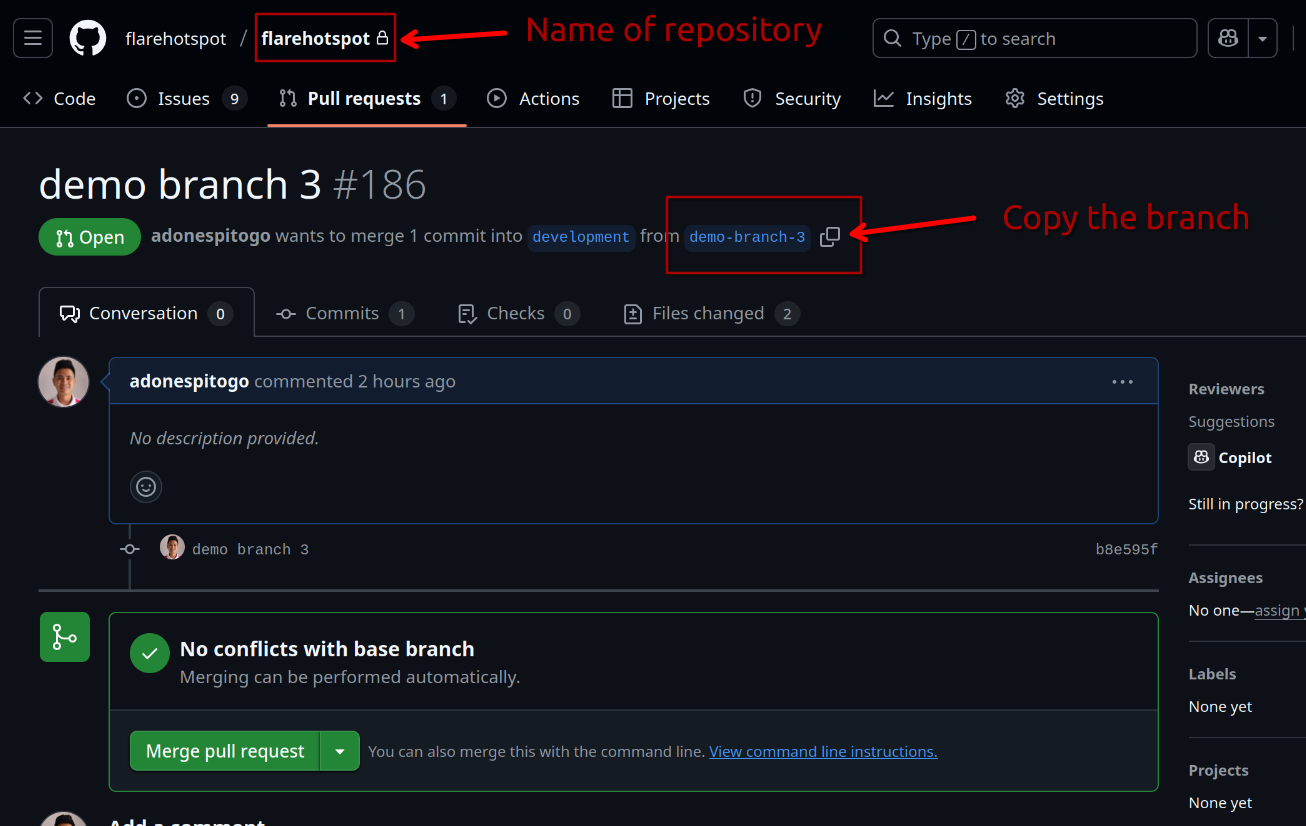 flarehotspot / flarehotspot Name of repository Type / to search
Code Issues 9 Pull requests 1 Actions Projects Security Insights Settings
demo branch 3 #186
Open adonespitogo wants to merge 1 commit into development from demo-branch-3 Copy the branch
Conversation 0 Commits 1 Checks 0 Files changed 2
adonespitogo commented 2 hours ago
No description provided.
demo branch 3 b8e595f
No conflicts with base branch
Merging can be performed automatically.
Merge pull request You can also merge this with the command line. View command line instructions.
Add a comment
Reviewers
Suggestions
Copilot
Still in progress?
Assignees
No one—assign
Labels
None yet
Projects
None yet